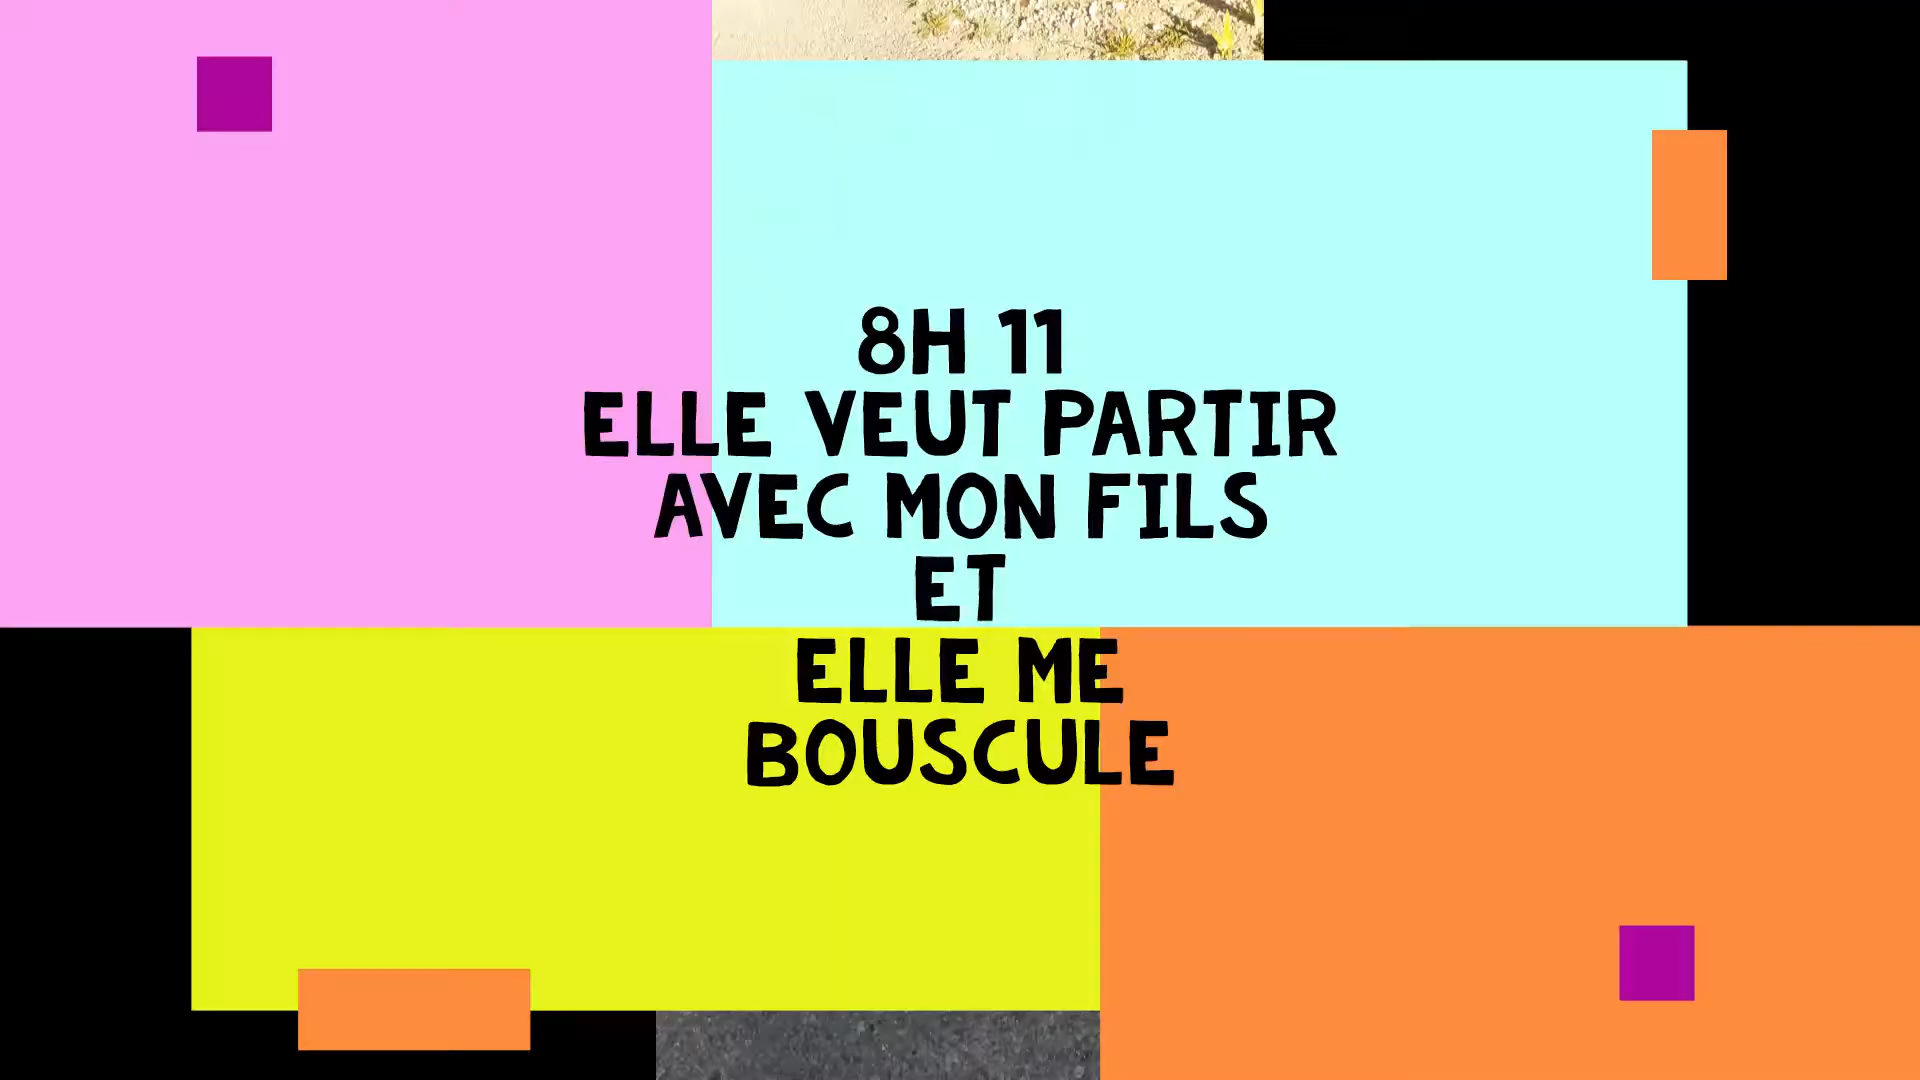 8H 11
ELLE VEUT PARTIR
AVEC MON FILS
ET
ELLE ME
BOUSCULE